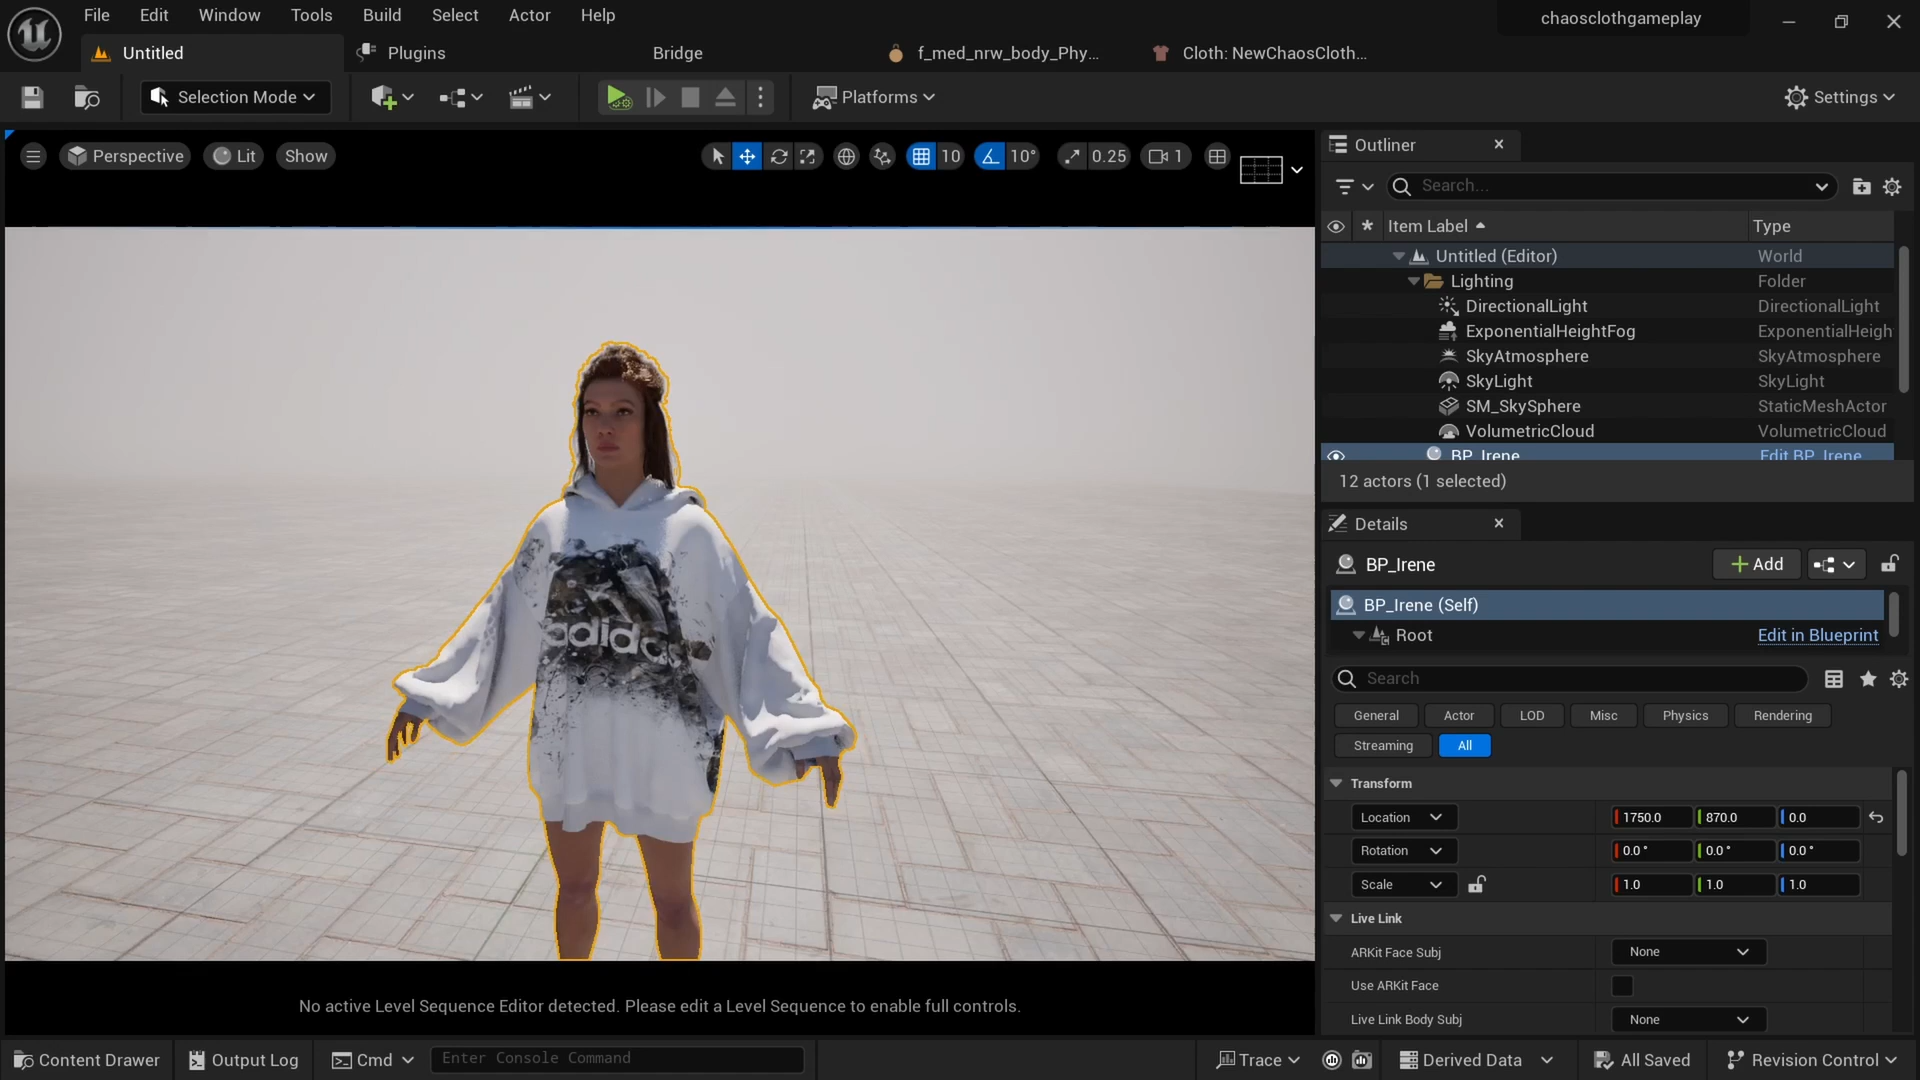 File Edit Window Tools Build Select Actor Help
chaosclothgameplay
Untitled
Plugins
Bridge
f_med_nrw_body_Phy...
Cloth: NewChaosCloth...
Selection Mode
Platforms
Settings
Perspective
Lit
Show
10
10°
0.25
1
adidas
No active Level Sequence Editor detected. Please edit a Level Sequence to enable full controls.
Outliner
Search...
Item Label Type
Untitled (Editor) World
Lighting Folder
DirectionalLight DirectionalLight
ExponentialHeightFog ExponentialHeigh
SkyAtmosphere SkyAtmosphere
SkyLight SkyLight
SM_SkySphere StaticMeshActor
VolumetricCloud VolumetricCloud
BP_Irene Edit BP_Irene
12 actors (1 selected)
Details
BP_Irene
Add
BP_Irene (Self)
Root Edit in Blueprint
Search
General Actor LOD Misc Physics Rendering
Streaming All
Transform
Location 1750.0 870.0 0.0
Rotation 0.0 ° 0.0 ° 0.0 °
Scale 1.0 1.0 1.0
Live Link
ARKit Face Subj None
Use ARKit Face
Live Link Body Subj None
Content Drawer
Output Log
Cmd
Enter Console Command
Trace
Derived Data
All Saved
Revision Control